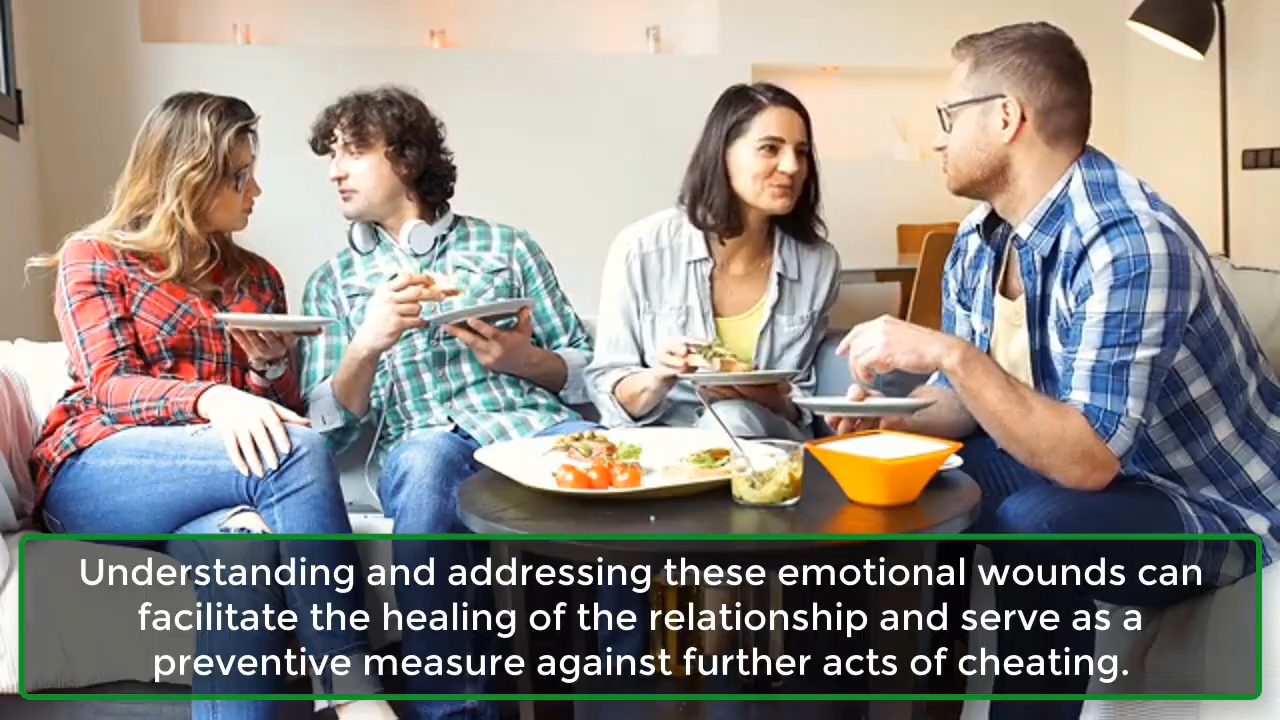 Understanding and addressing these emotional wounds can
facilitate the healing of the relationship and serve as a
preventive measure against further acts of cheating.